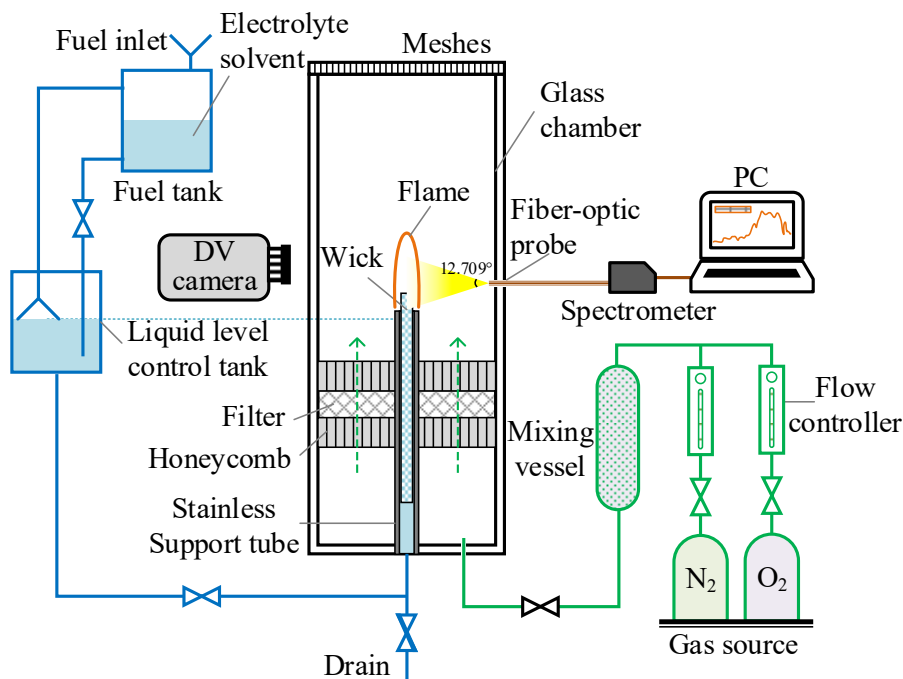 Fuel inlet
Electrolyte
solvent
Fuel tank
Meshes
Glass
chamber
Flame
Wick
DV
camera
12.709°
Fiber-optic
probe
PC
Spectrometer
Liquid level
control tank
Filter
Honeycomb
Stainless
Support tube
Mixing
vessel
Flow
controller
N₂
O₂
Gas source
Drain